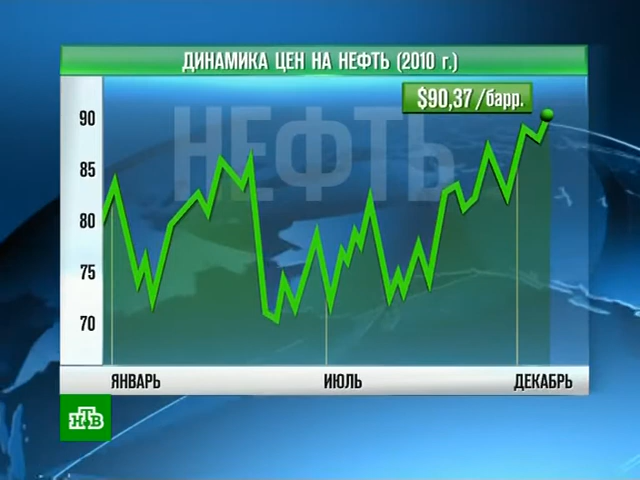 ДИНАМИКА ЦЕН НА НЕФТЬ (2010 г.)
НЕФТЬ
$90,37 /барр.
90
85
80
75
70
ЯНВАРЬ ИЮЛЬ ДЕКАБРЬ
НТВ